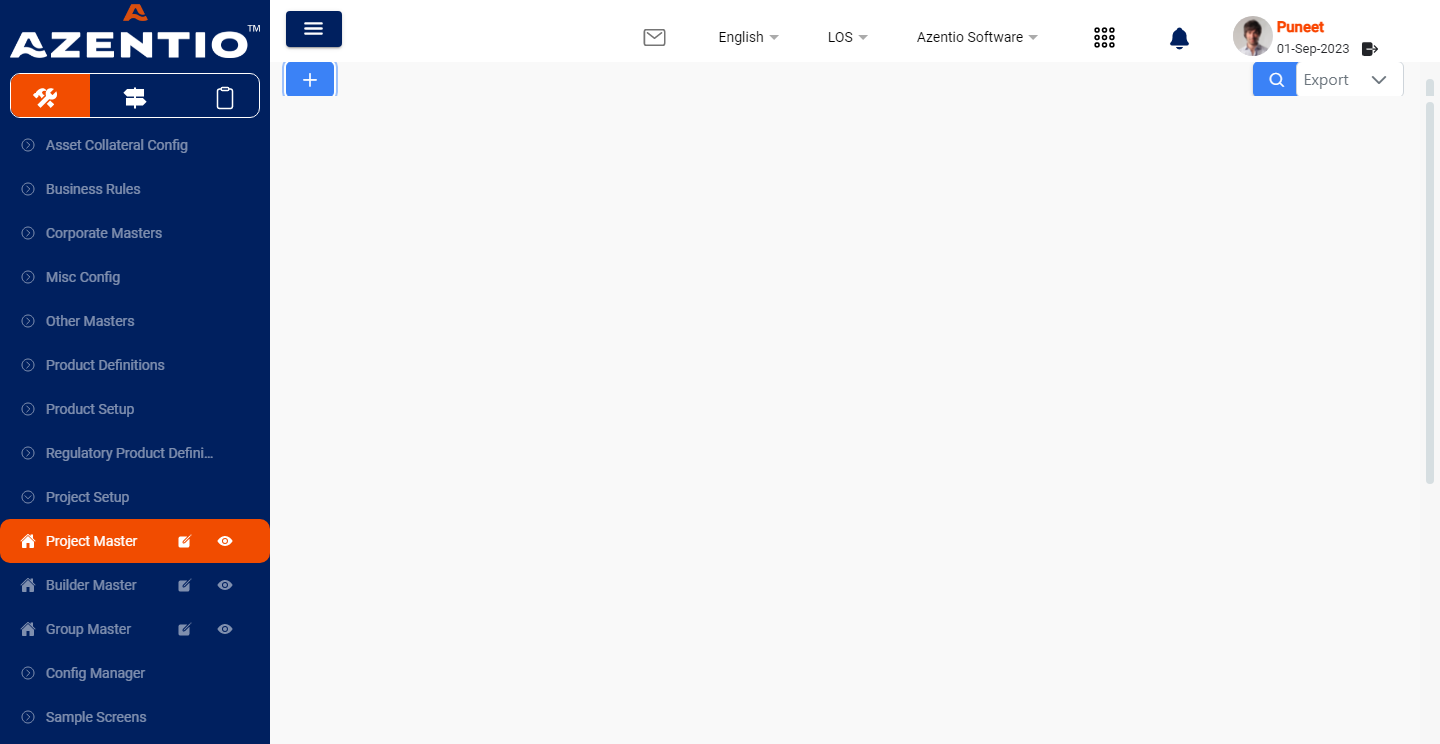 AZENTIO™
English
LOS
Azentio Software
Puneet
01-Sep-2023
Export
Asset Collateral Config
Business Rules
Corporate Masters
Misc Config
Other Masters
Product Definitions
Product Setup
Regulatory Product Defini...
Project Setup
Project Master
Builder Master
Group Master
Config Manager
Sample Screens